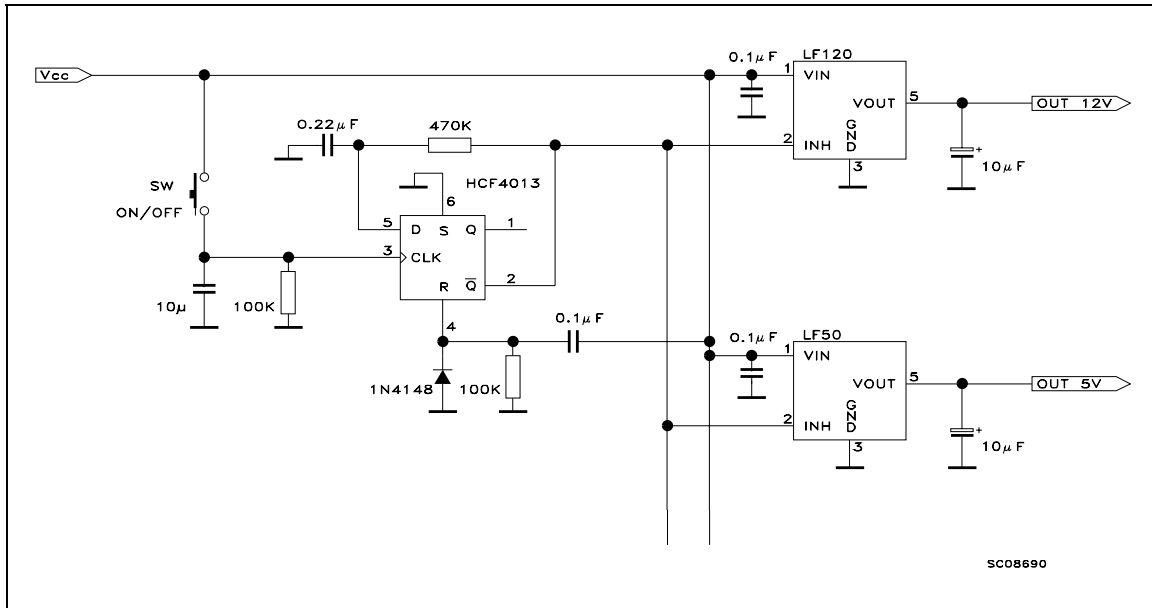 LF120
0.1μF
1
VIN
Vcc
VOUT
5
OUT 12V
0.22μF
470K
2
INH
GND
3
+
10μF
HCF4013
SW
ON/OFF
6
5
D
S
Q
1
3
CLK
R
Q̅
2
10μ
100K
4
0.1μF
1N4148
100K
LF50
0.1μF
1
VIN
VOUT
5
OUT 5V
2
INH
GND
3
+
10μF
SC08690